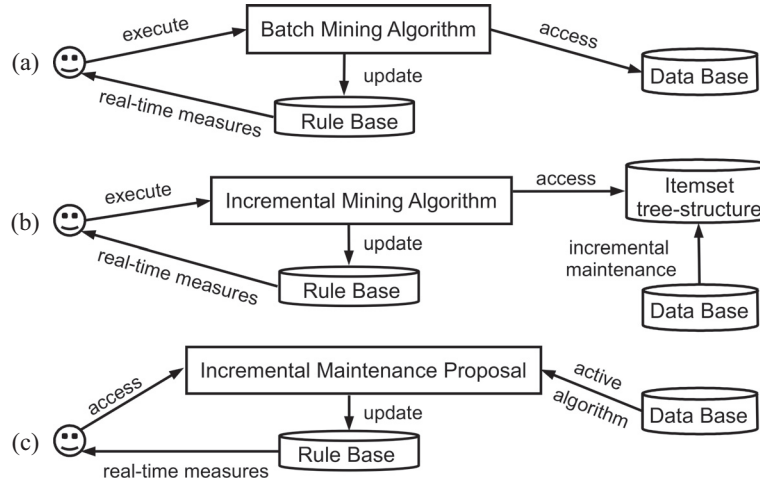 (a)
execute
Batch Mining Algorithm
access
Data Base
update
real-time measures
Rule Base
(b)
execute
Incremental Mining Algorithm
access
Itemset
tree-structure
update
real-time measures
Rule Base
incremental
maintenance
Data Base
(c)
access
Incremental Maintenance Proposal
active
algorithm
Data Base
update
Rule Base
real-time measures